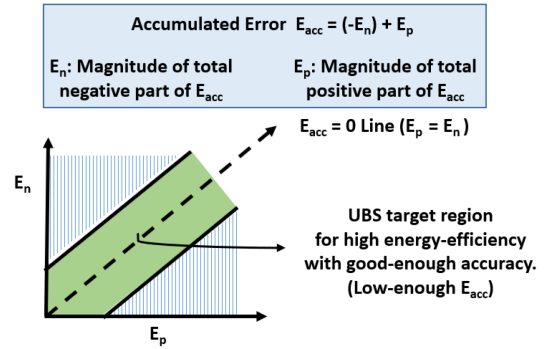 Accumulated Error E_acc = (-E_n) + E_p
E_n: Magnitude of total negative part of E_acc
E_p: Magnitude of total positive part of E_acc
E_acc = 0 Line (E_p = E_n)
E_n
UBS target region
for high energy-efficiency
with good-enough accuracy.
(Low-enough E_acc)
E_p